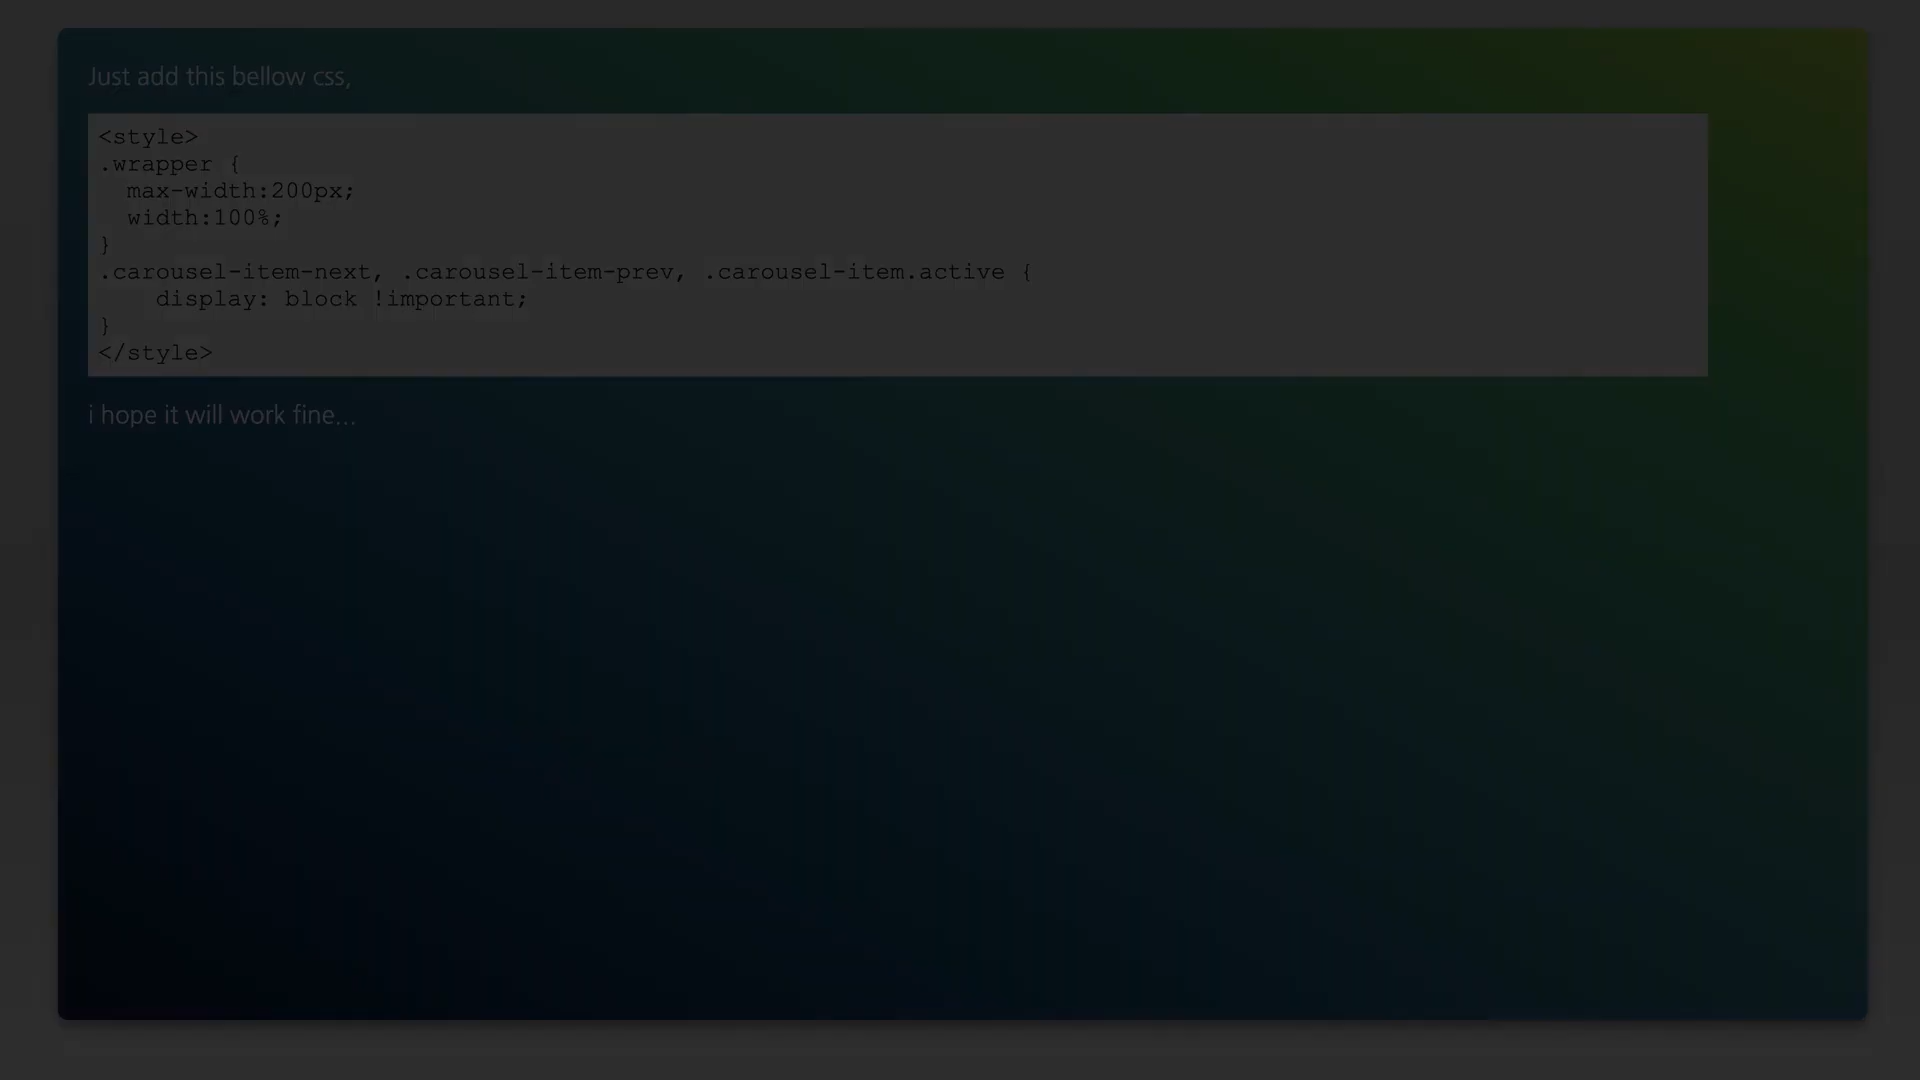 Just add this bellow css,
<style>
.wrapper {
  max-width:200px;
  width:100%;
}
.carousel-item-next, .carousel-item-prev, .carousel-item.active {
    display: block !important;
}
</style>
i hope it will work fine...